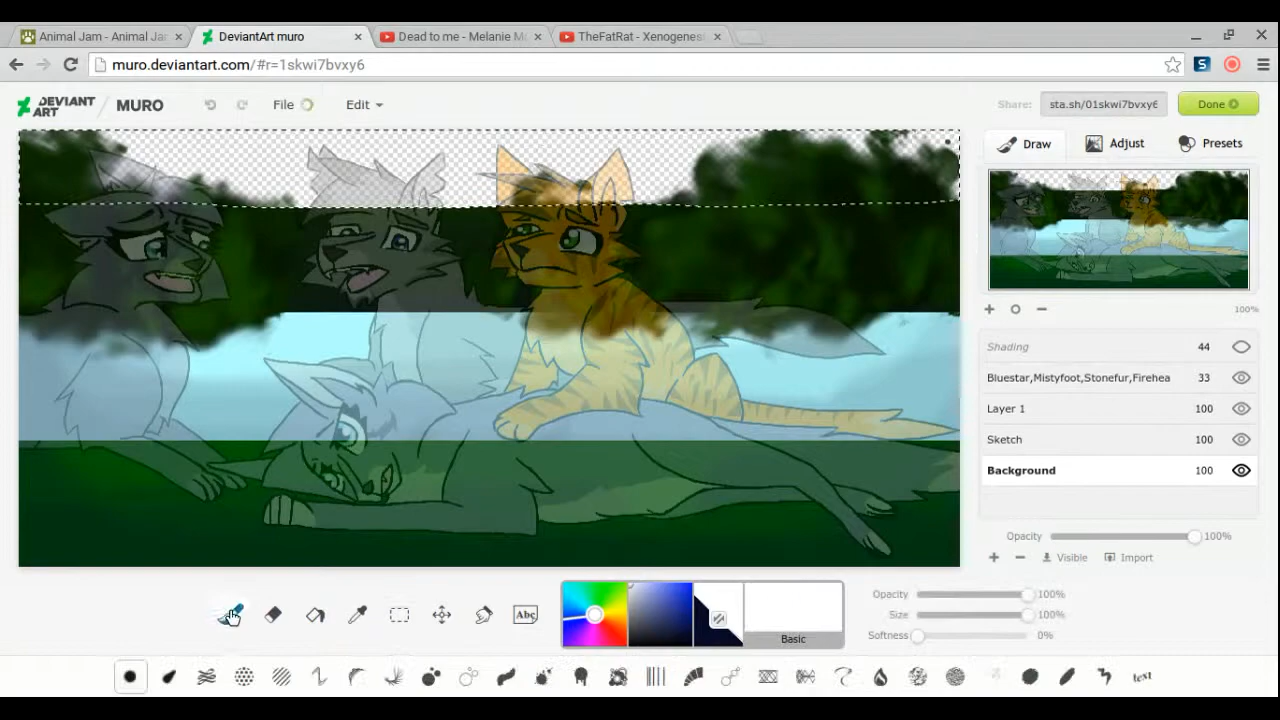 Animal Jam - Animal Jar
DeviantArt muro
Dead to me - Melanie M
TheFatRat - Xenogenes
muro.deviantart.com/#r=1skwi7bvxy6
S
DEVIANT
ART
MURO
File
Edit
Share:
sta.sh/01skwi7bvxy6
Done
Draw
Adjust
Presets
100%
Shading 44
Bluestar,Mistyfoot,Stonefur,Firehea 33
Layer 1 100
Sketch 100
Background 100
Opacity 100%
Visible
Import
Abc
Basic
Opacity 100%
Size 100%
Softness 0%
text